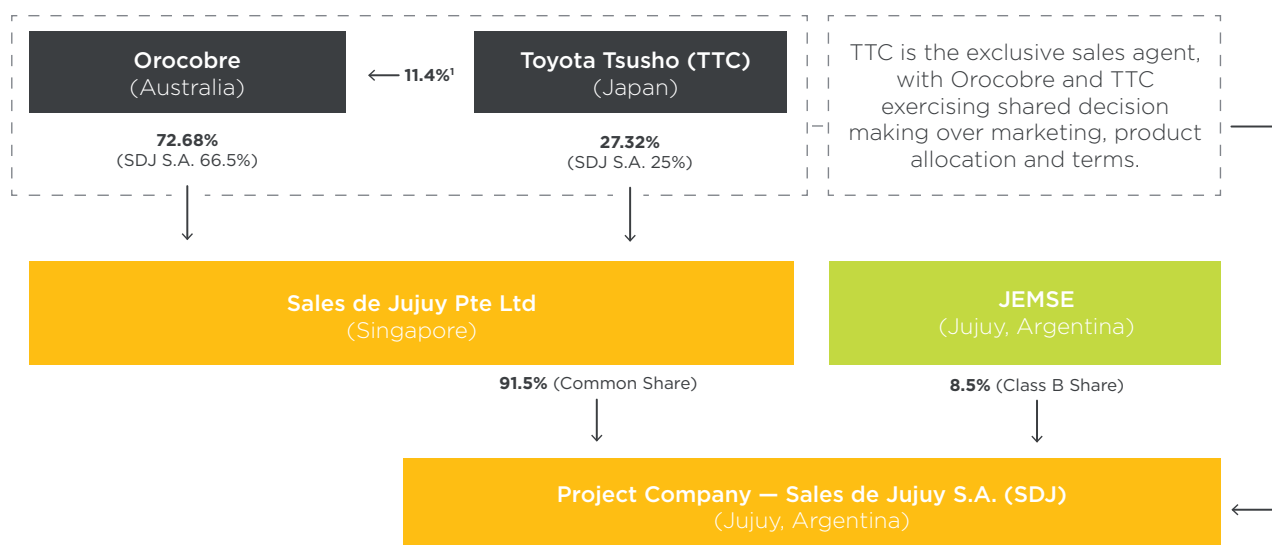 Orocobre
(Australia)
11.4%¹
Toyota Tsusho (TTC)
(Japan)
TTC is the exclusive sales agent,
with Orocobre and TTC
exercising shared decision
making over marketing, product
allocation and terms.
72.68%
(SDJ S.A. 66.5%)
27.32%
(SDJ S.A. 25%)
Sales de Jujuy Pte Ltd
(Singapore)
JEMSE
(Jujuy, Argentina)
91.5% (Common Share)
8.5% (Class B Share)
Project Company — Sales de Jujuy S.A. (SDJ)
(Jujuy, Argentina)